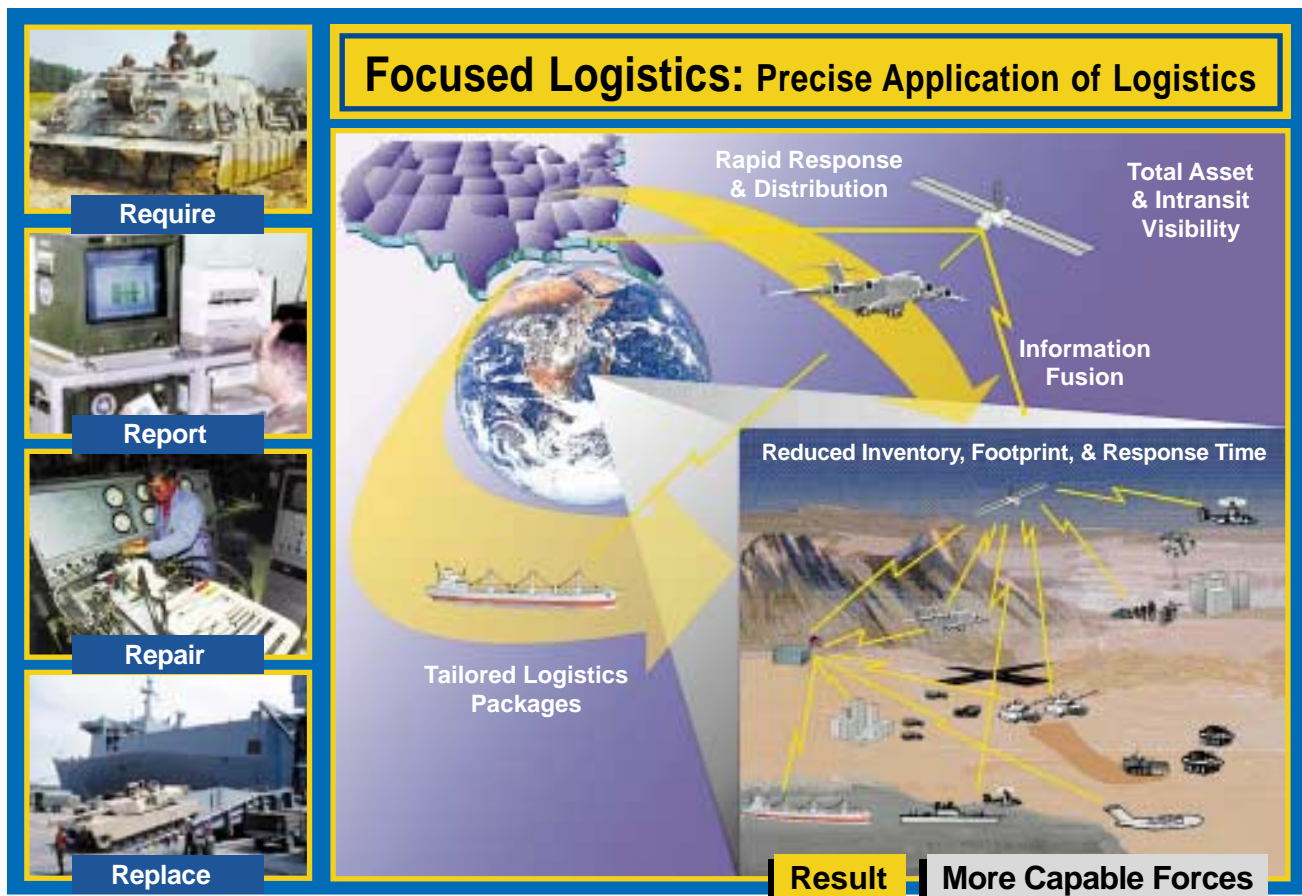 Focused Logistics: Precise Application of Logistics
Require
Report
Repair
Replace
Rapid Response
& Distribution
Total Asset
& Intransit
Visibility
Information
Fusion
Reduced Inventory, Footprint, & Response Time
Tailored Logistics
Packages
Result
More Capable Forces